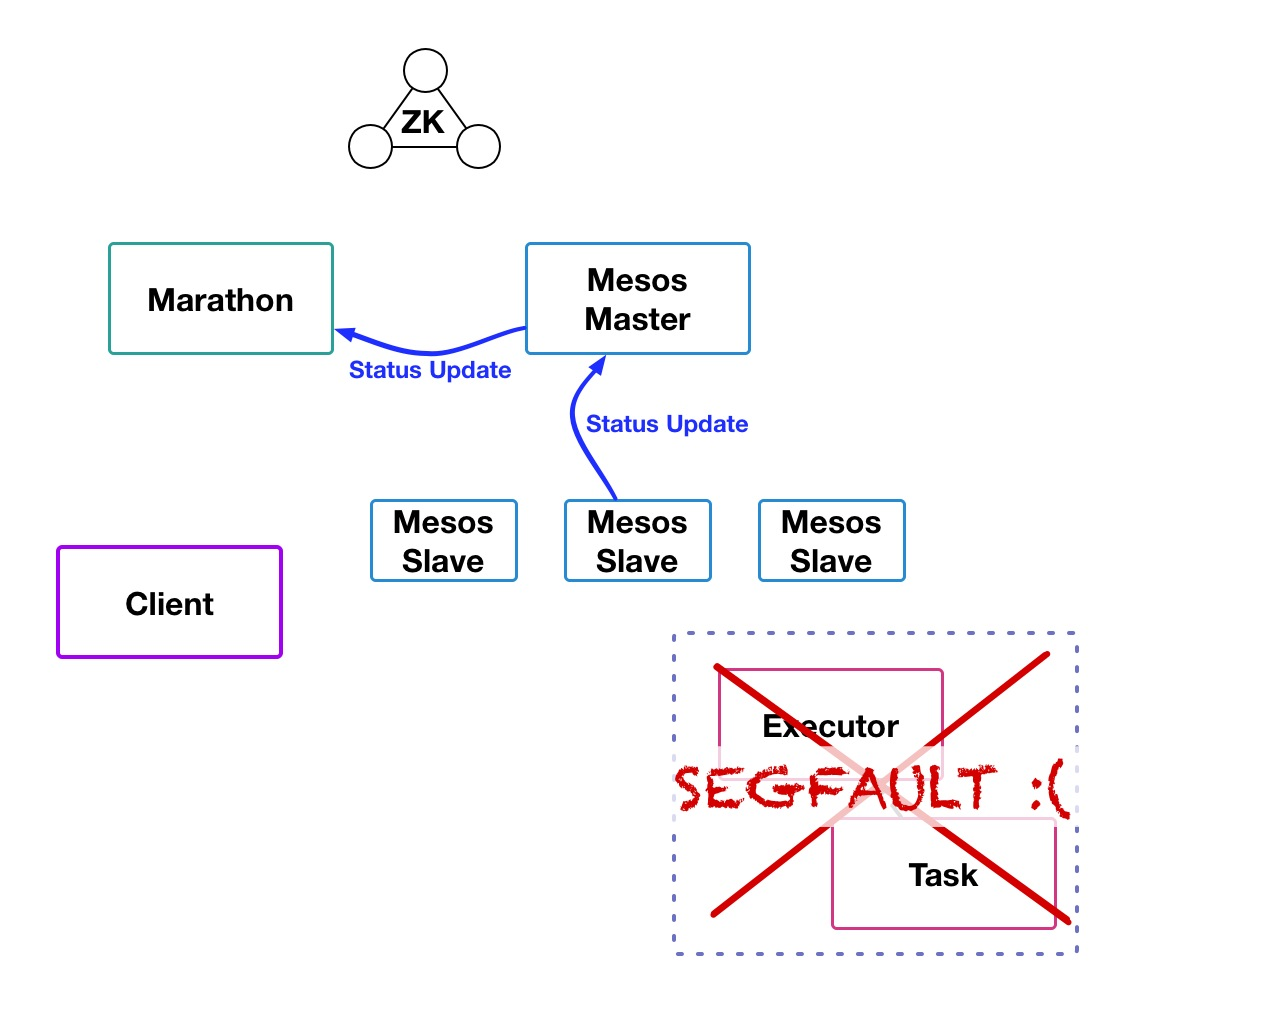 ZK
Marathon
Mesos
Master
Status Update
Status Update
Mesos
Slave
Mesos
Slave
Mesos
Slave
Client
Executor
SEGFAULT :(
Task